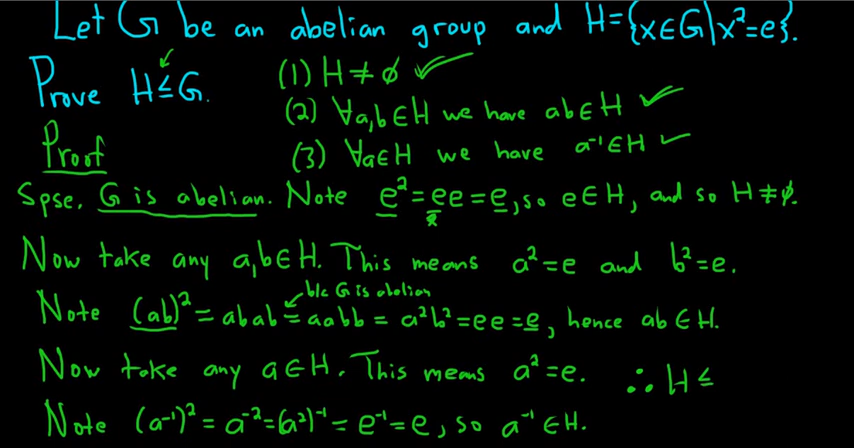 Let G be an abelian group and H={x∈G|x²=e}.
Prove H≤G.
(1) H≠∅ ✓
(2) ∀a,b∈H we have ab∈H ✓
(3) ∀a∈H we have a⁻¹∈H ✓
Proof
Spse. G is abelian. Note e²=ee=e, so e∈H, and so H≠∅.
Now take any a,b∈H. This means a²=e and b²=e.
b/c G is abelian
Note (ab)²=abab=aabb=a²b²=ee=e, hence ab∈H.
Now take any a∈H. This means a²=e. ∴ H≤
Note (a⁻¹)²=a⁻²=(a²)⁻¹=e⁻¹=e, so a⁻¹∈H.